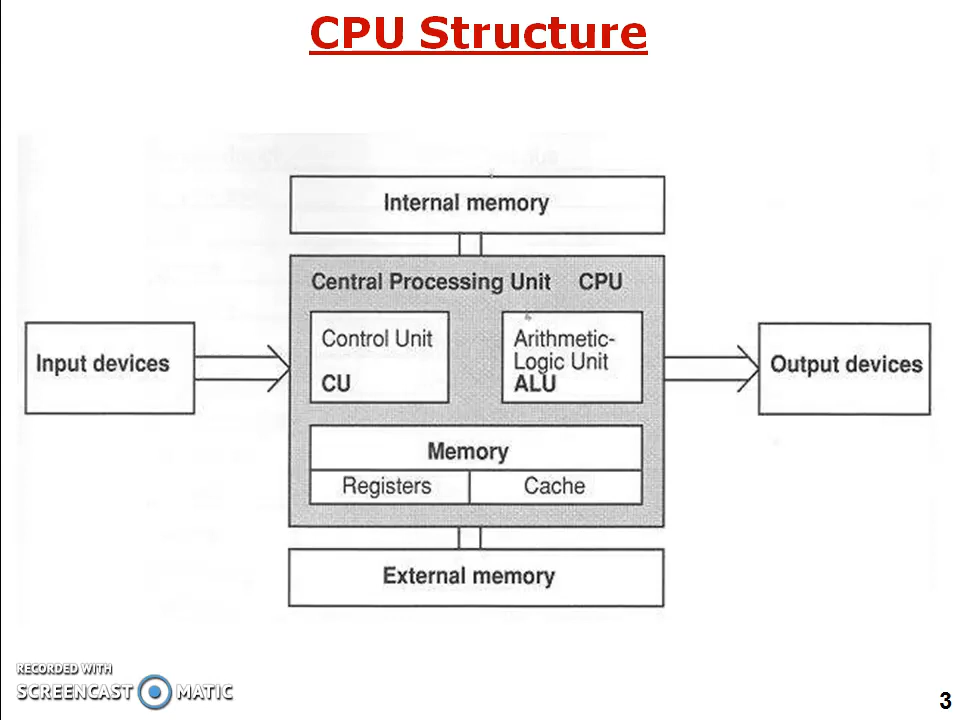 CPU Structure
Internal memory
Central Processing Unit CPU
Control Unit
CU
Arithmetic-
Logic Unit
ALU
Input devices
Output devices
Memory
Registers
Cache
External memory
RECORDED WITH
SCREENCAST MATIC
3